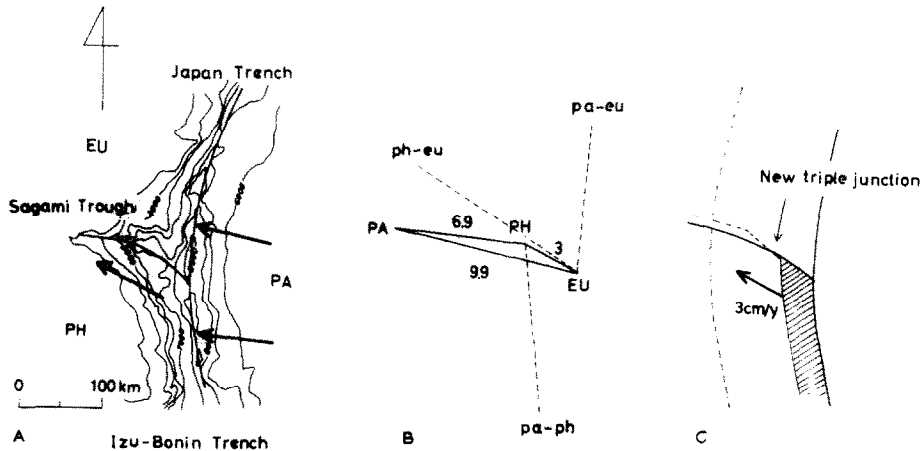 Japan Trench
EU
Sagami Trough
PA
PH
0 100 km
A
Izu-Bonin Trench
pa-eu
ph-eu
PA
6.9
PH
3
9.9
EU
B
pa-ph
New triple junction
3cm/y
C